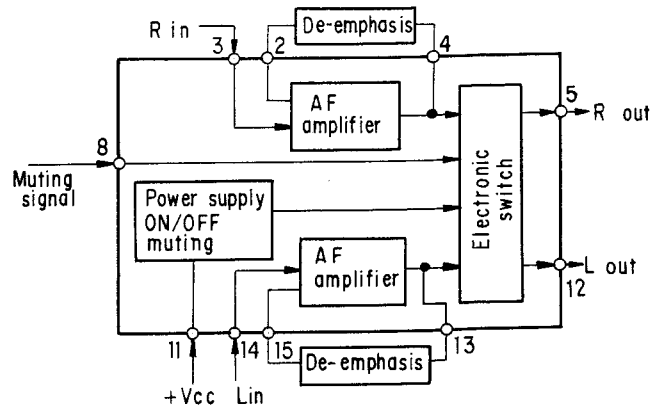 De-emphasis
R in
3
2
4
AF
amplifier
5
R out
8
Muting
signal
Power supply
ON/OFF
muting
Electronic
switch
AF
amplifier
L out
12
11
14
15
13
De-emphasis
+Vcc
Lin